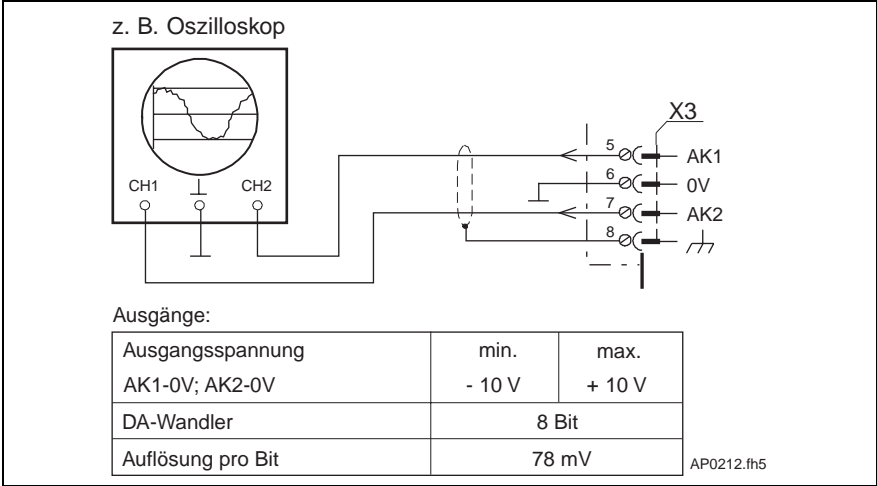 z. B. Oszilloskop
CH1
CH2
X3
5
AK1
6
0V
7
AK2
8
Ausgänge:
Ausgangsspannung min. max.
AK1-0V; AK2-0V - 10 V + 10 V
DA-Wandler 8 Bit
Auflösung pro Bit 78 mV
AP0212.fh5